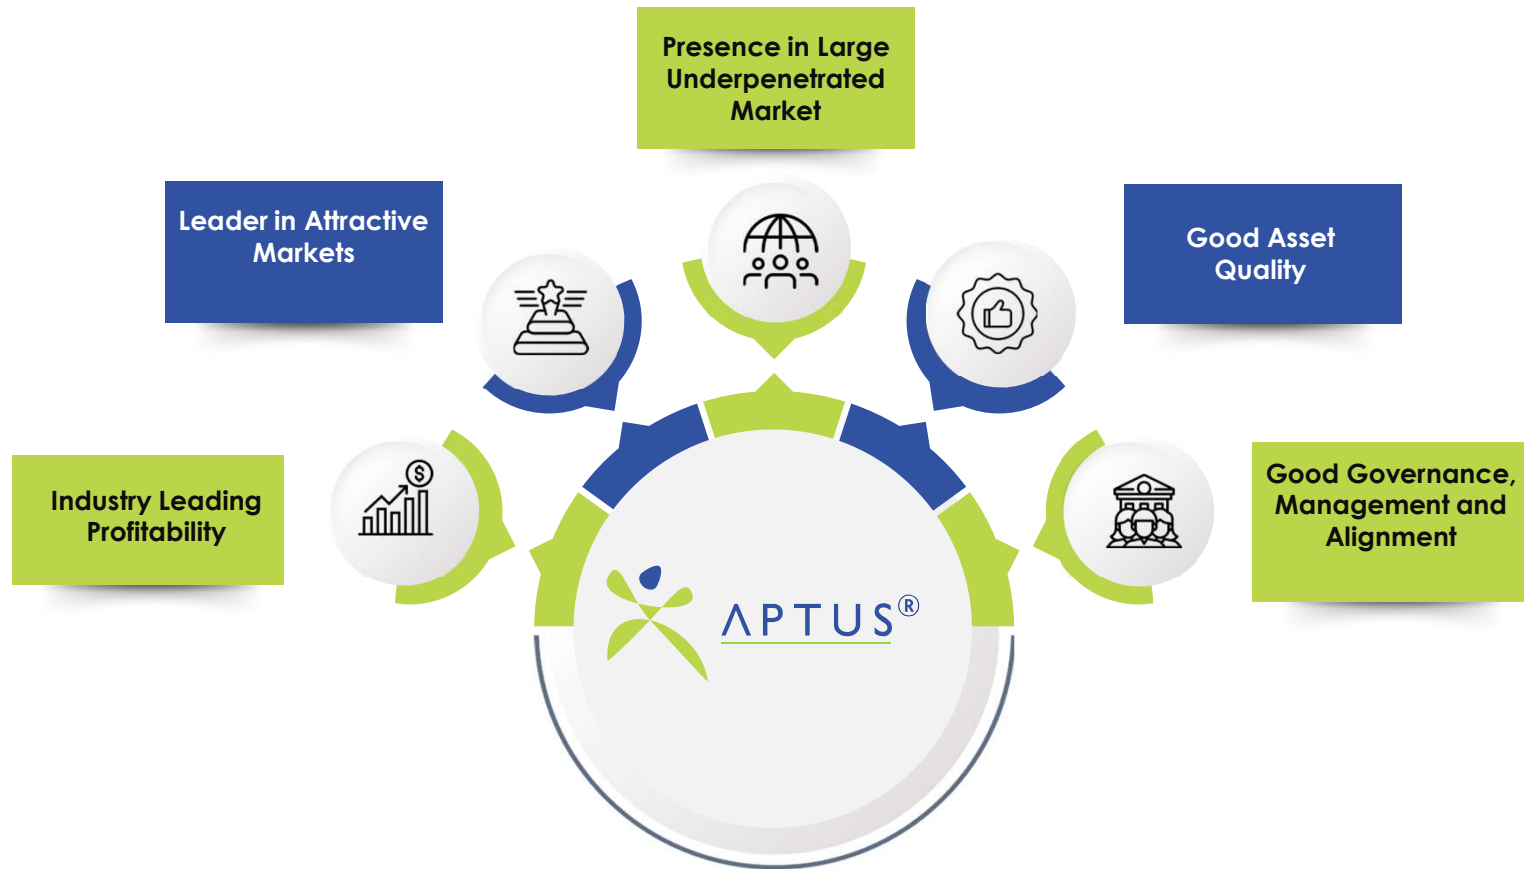 Presence in Large
Underpenetrated
Market
Leader in Attractive
Markets
Good Asset
Quality
Industry Leading
Profitability
$
Good Governance,
Management and
Alignment
APTUS®